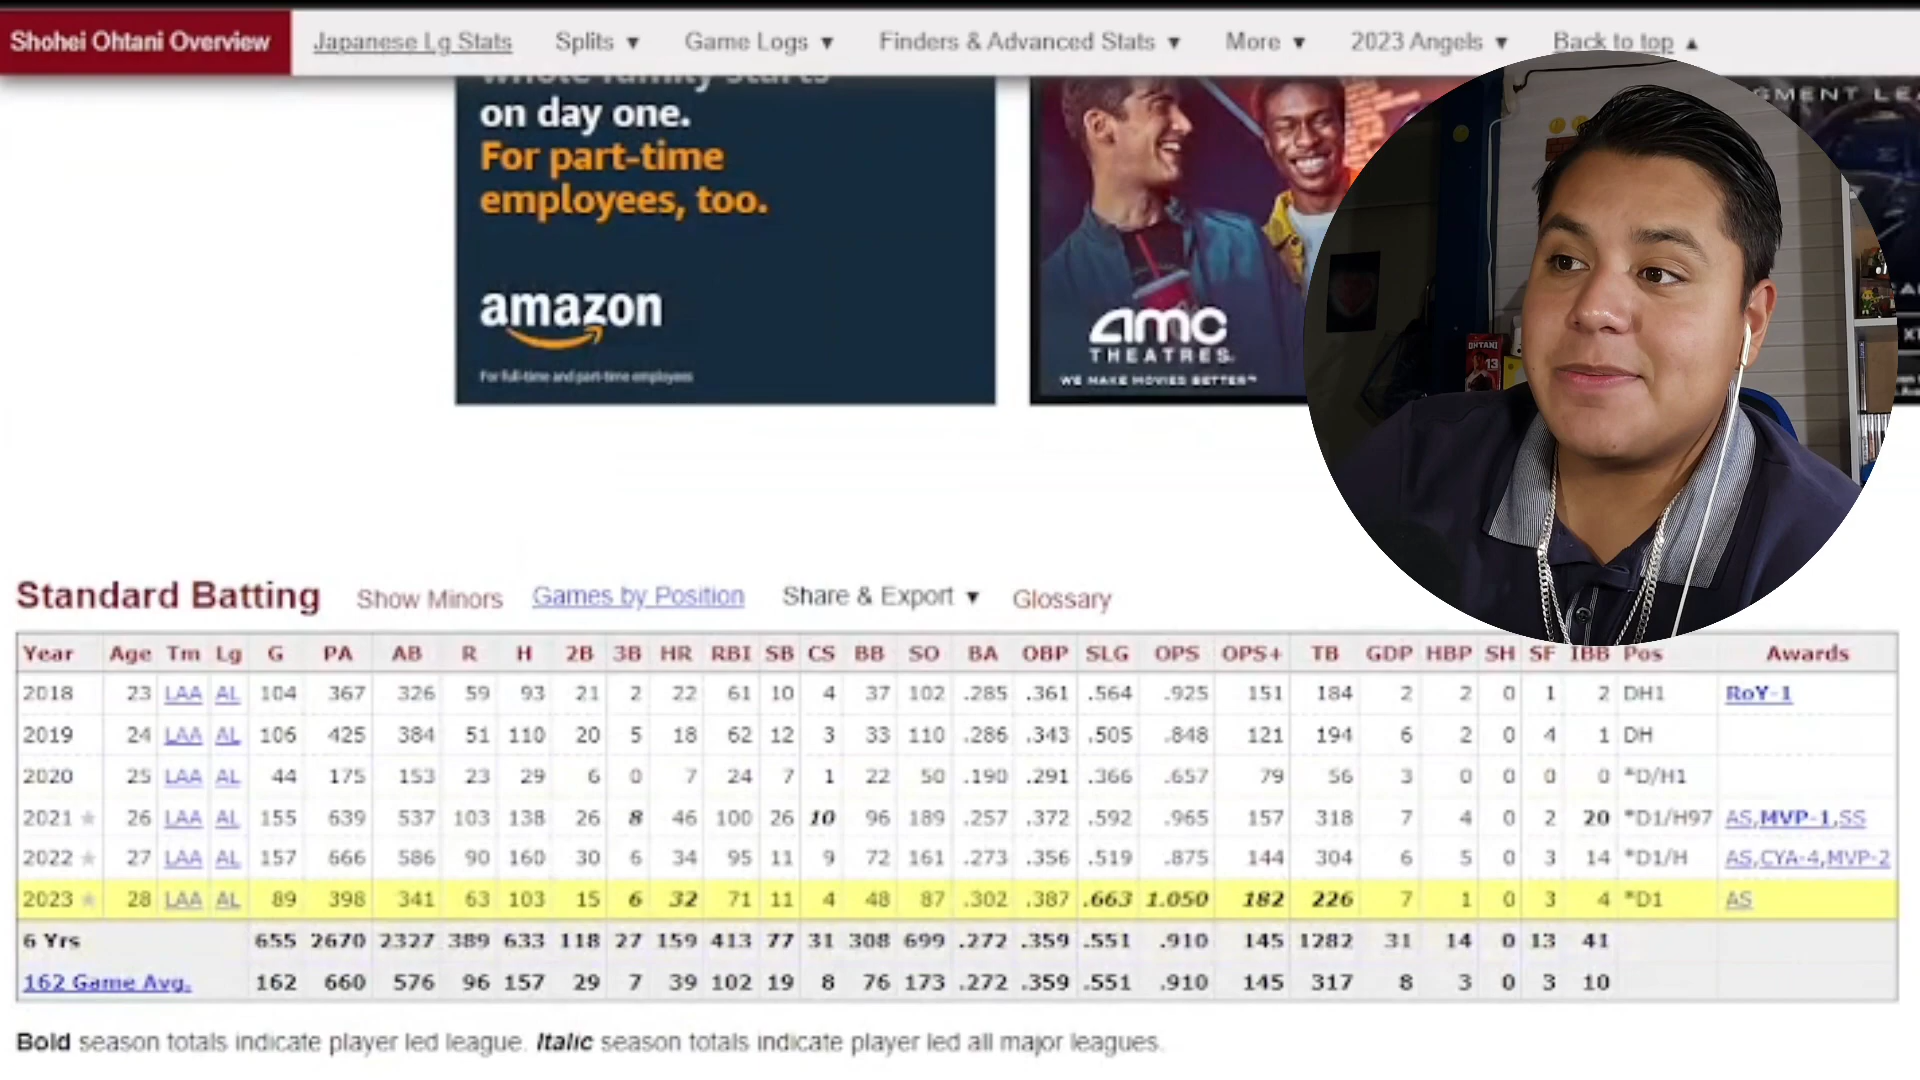 Shohei Ohtani Overview Japanese Lg Stats Splits ▼ Game Logs ▼ Finders & Advanced Stats ▼ More ▼ 2023 Angels ▼ Back to top ▲
whole family starts
on day one.
For part-time
employees, too.
amazon
For full-time and part-time employees
amc
THEATRES.
WE MAKE MOVIES BETTER™
OHTANI
13
Standard Batting Show Minors Games by Position Share & Export ▼ Glossary
Year Age Tm Lg G PA AB R H 2B 3B HR RBI SB CS BB SO BA OBP SLG OPS OPS+ TB GDP HBP SH SF IBB Pos Awards
2018 23 LAA AL 104 367 326 59 93 21 2 22 61 10 4 37 102 .285 .361 .564 .925 151 184 2 2 0 1 2 DH1 RoY-1
2019 24 LAA AL 106 425 384 51 110 20 5 18 62 12 3 33 110 .286 .343 .505 .848 121 194 6 2 0 4 1 DH
2020 25 LAA AL 44 175 153 23 29 6 0 7 24 7 1 22 50 .190 .291 .366 .657 79 56 3 0 0 0 0 *D/H1
2021 ★ 26 LAA AL 155 639 537 103 138 26 8 46 100 26 10 96 189 .257 .372 .592 .965 157 318 7 4 0 2 20 *D1/H97 AS,MVP-1,SS
2022 ★ 27 LAA AL 157 666 586 90 160 30 6 34 95 11 9 72 161 .273 .356 .519 .875 144 304 6 5 0 3 14 *D1/H AS,CYA-4,MVP-2
2023 ★ 28 LAA AL 89 398 341 63 103 15 6 32 71 11 4 48 87 .302 .387 .663 1.050 182 226 7 1 0 3 4 *D1 AS
6 Yrs 655 2670 2327 389 633 118 27 159 413 77 31 308 699 .272 .359 .551 .910 145 1282 31 14 0 13 41
162 Game Avg. 162 660 576 96 157 29 7 39 102 19 8 76 173 .272 .359 .551 .910 145 317 8 3 0 3 10
Bold season totals indicate player led league. Italic season totals indicate player led all major leagues.